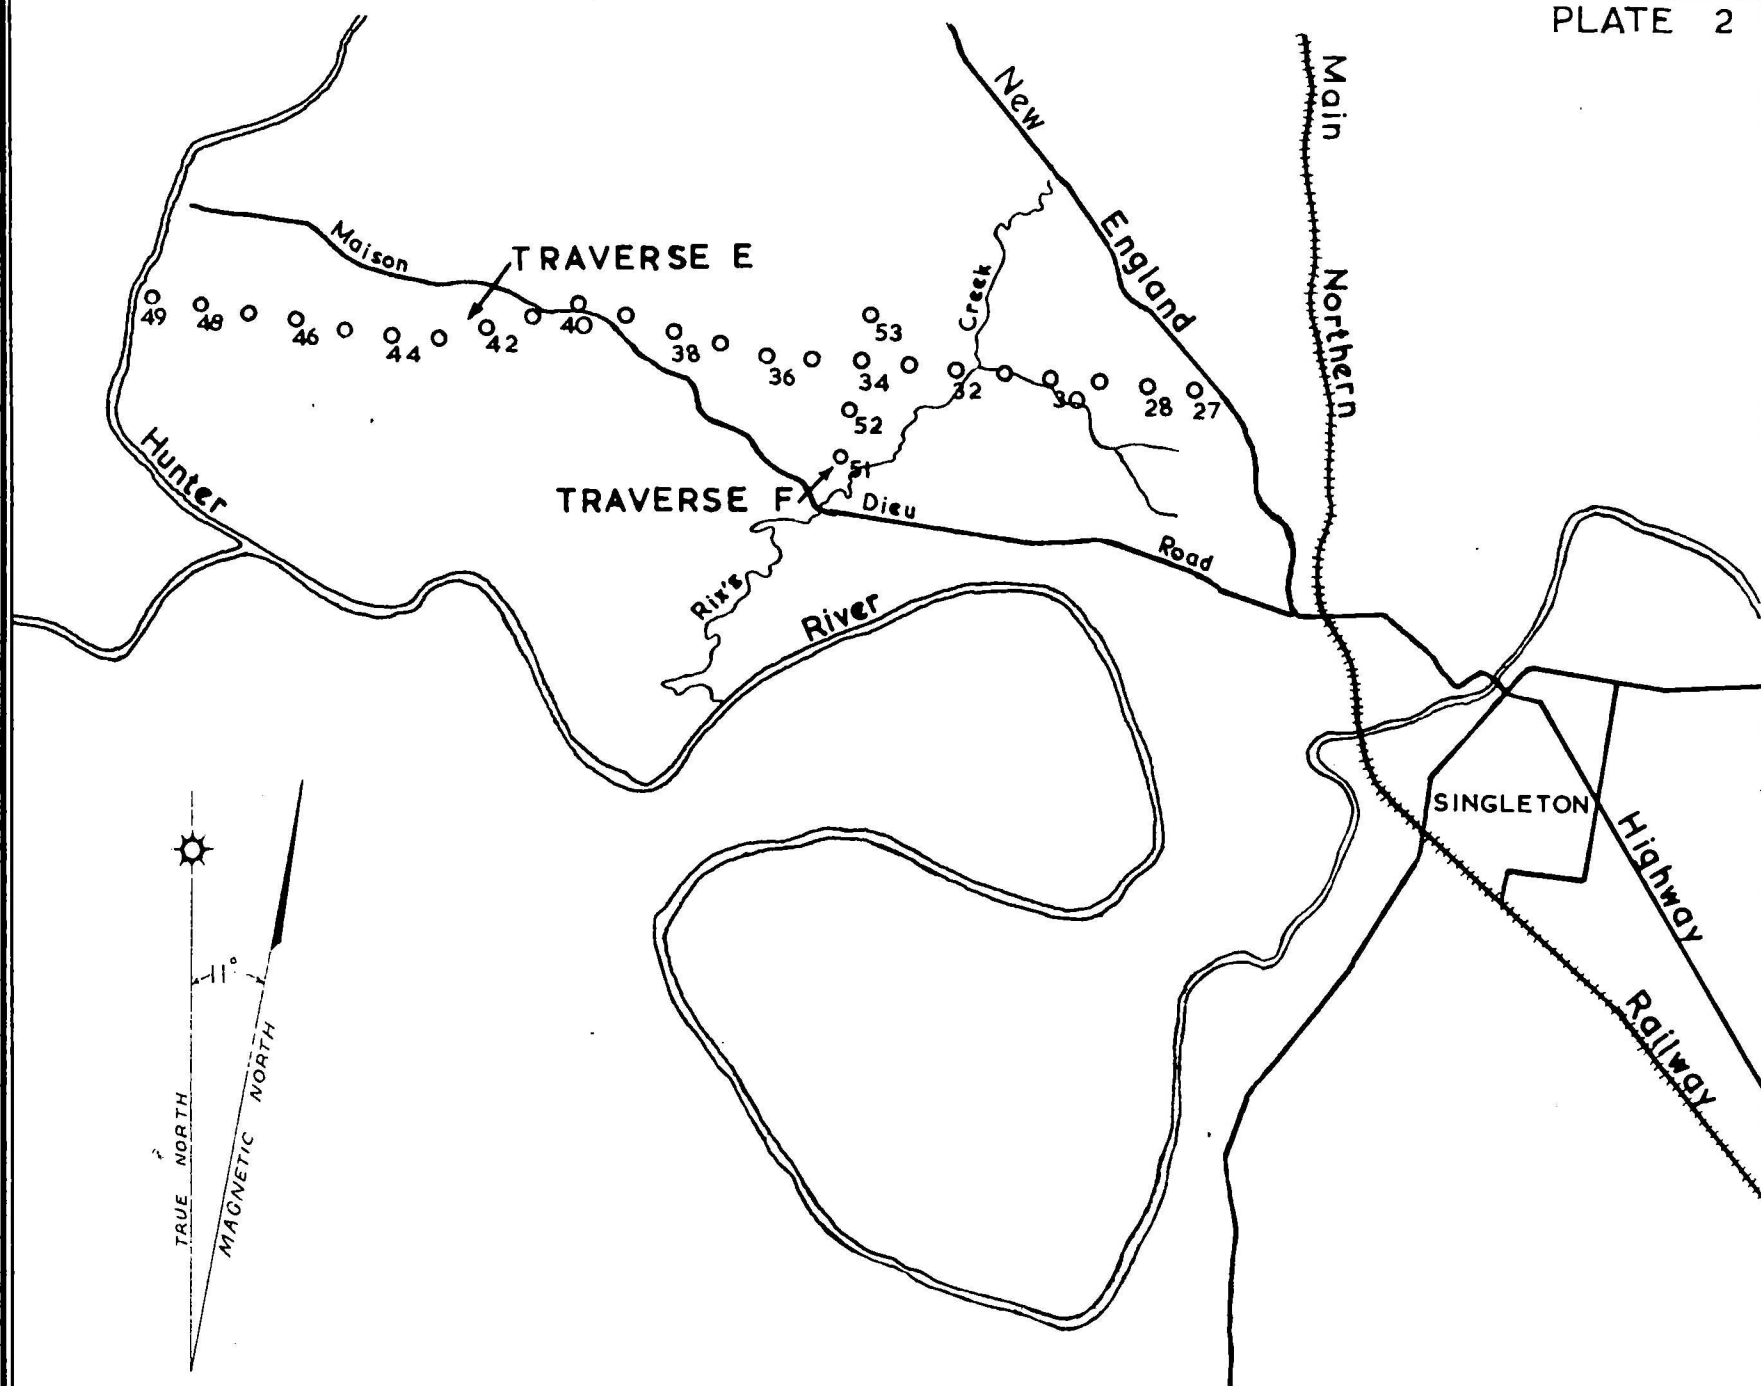 PLATE 2
New
England
Highway
Main
Northern
Railway
Maison
Dieu
Road
TRAVERSE E
Creek
49
48
46
44
42
40
38
36
34
32
30
28
27
53
52
51
TRAVERSE F
Hunter
River
Rix's
SINGLETON
11°
TRUE NORTH
MAGNETIC NORTH